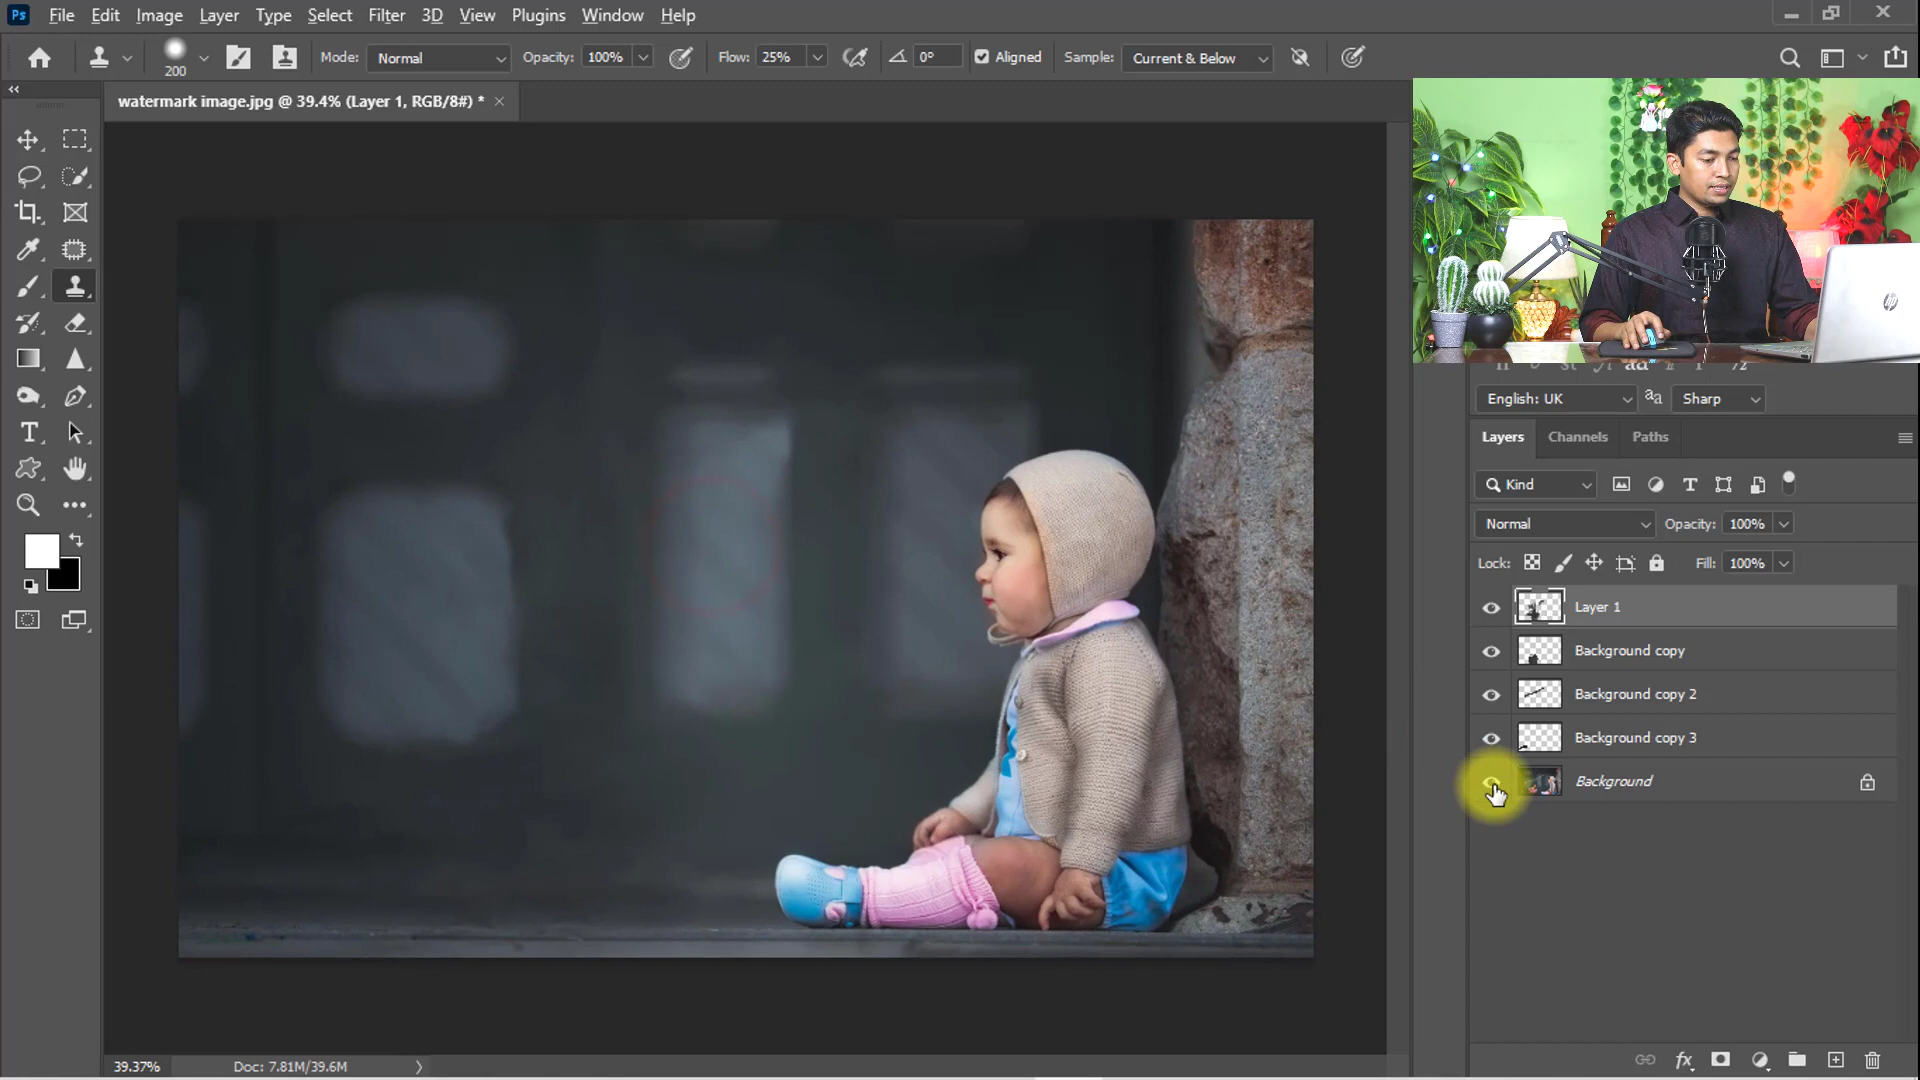 Ps File Edit Image Layer Type Select Filter 3D View Plugins Window Help
200 Mode: Normal Opacity: 100% Flow: 25% 0° Aligned Sample: Current & Below
watermark image.jpg @ 39.4% (Layer 1, RGB/8#) * ×
hp
English: UK aa Sharp
Layers Channels Paths
Kind
Normal Opacity: 100%
Lock: Fill: 100%
Layer 1
Background copy
Background copy 2
Background copy 3
Background
39.37% Doc: 7.81M/39.6M